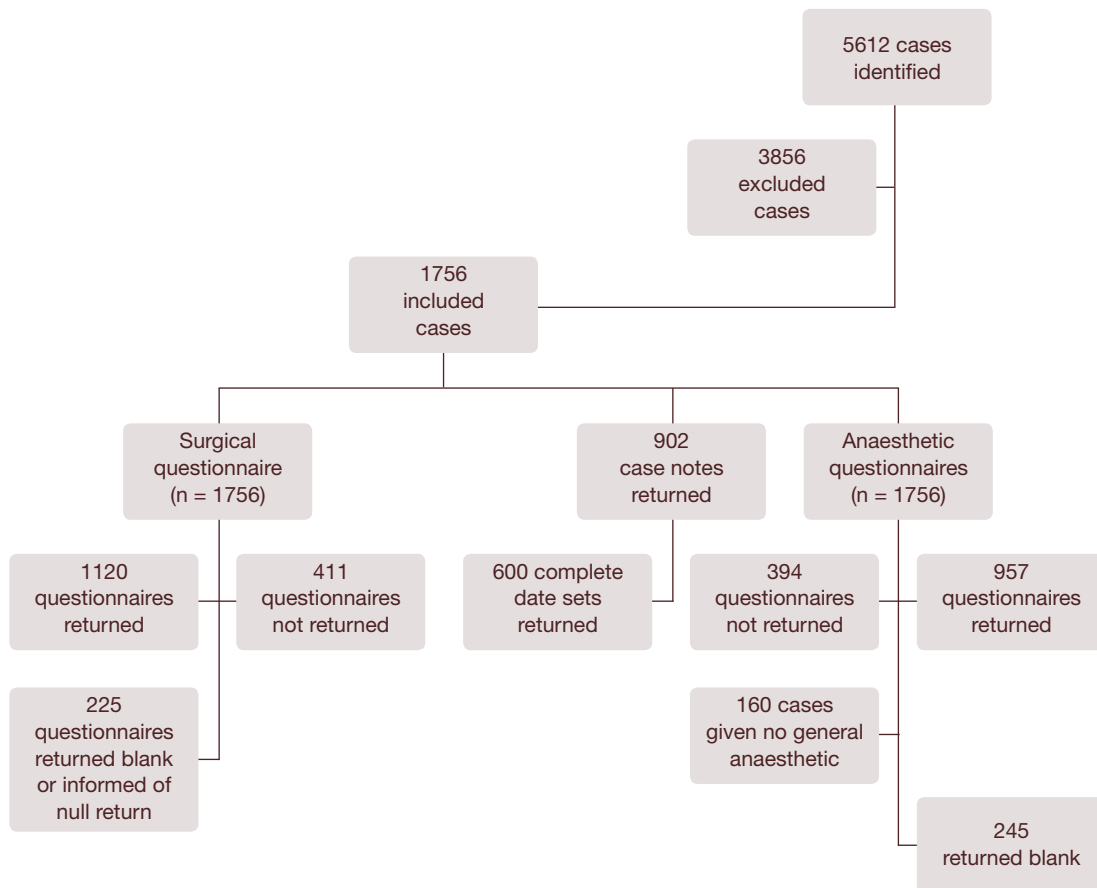 5612 cases
identified
3856
excluded
cases
1756
included
cases
Surgical
questionnaire
(n = 1756)
902
case notes
returned
Anaesthetic
questionnaires
(n = 1756)
1120
questionnaires
returned
411
questionnaires
not returned
600 complete
date sets
returned
394
questionnaires
not returned
957
questionnaires
returned
225
questionnaires
returned blank
or informed of
null return
160 cases
given no general
anaesthetic
245
returned blank